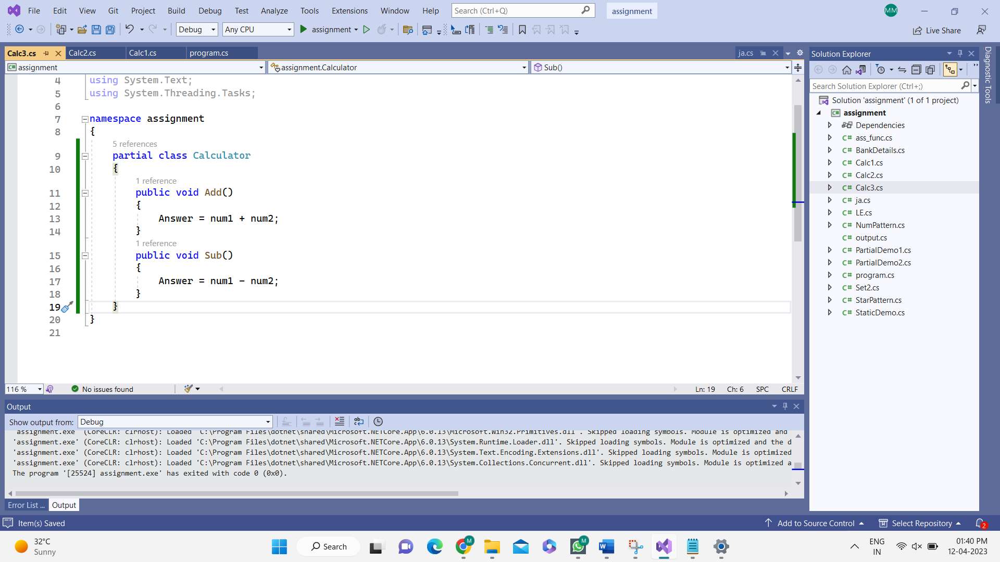 File Edit View Git Project Build Debug Test Analyze Tools Extensions Window Help Search (Ctrl+Q) assignment MM
Debug Any CPU assignment Live Share
Calc3.cs Calc2.cs Calc1.cs program.cs ja.cs
assignment assignment.Calculator Sub()
4 using System.Text;
5 using System.Threading.Tasks;
6
7 namespace assignment
8 {
5 references
9 partial class Calculator
10 {
1 reference
11 public void Add()
12 {
13 Answer = num1 + num2;
14 }
1 reference
15 public void Sub()
16 {
17 Answer = num1 - num2;
18 }
19 }
20 }
21
116 % No issues found Ln: 19 Ch: 6 SPC CRLF
Output
Show output from: Debug
'assignment.exe' (CoreCLR: clrhost): Loaded 'C:\Program Files\dotnet\shared\Microsoft.NETCore.App\6.0.13\Microsoft.Win32.Primitives.dll'. Skipped loading symbols. Module is optimized and
'assignment.exe' (CoreCLR: clrhost): Loaded 'C:\Program Files\dotnet\shared\Microsoft.NETCore.App\6.0.13\System.Runtime.Loader.dll'. Skipped loading symbols. Module is optimized and the d
'assignment.exe' (CoreCLR: clrhost): Loaded 'C:\Program Files\dotnet\shared\Microsoft.NETCore.App\6.0.13\System.Text.Encoding.Extensions.dll'. Skipped loading symbols. Module is optimized
'assignment.exe' (CoreCLR: clrhost): Loaded 'C:\Program Files\dotnet\shared\Microsoft.NETCore.App\6.0.13\System.Collections.Concurrent.dll'. Skipped loading symbols. Module is optimized a
The program '[25524] assignment.exe' has exited with code 0 (0x0).
Error List ... Output
Solution Explorer
Search Solution Explorer (Ctrl+;)
Solution 'assignment' (1 of 1 project)
assignment
Dependencies
C# ass_func.cs
C# BankDetails.cs
C# Calc1.cs
C# Calc2.cs
C# Calc3.cs
C# ja.cs
C# LE.cs
C# NumPattern.cs
C# output.cs
C# PartialDemo1.cs
C# PartialDemo2.cs
C# program.cs
C# Set2.cs
C# StarPattern.cs
C# StaticDemo.cs
Diagnostic Tools
Item(s) Saved Add to Source Control Select Repository 2
32°C
Sunny
Search
ENG
IN
01:40 PM
12-04-2023